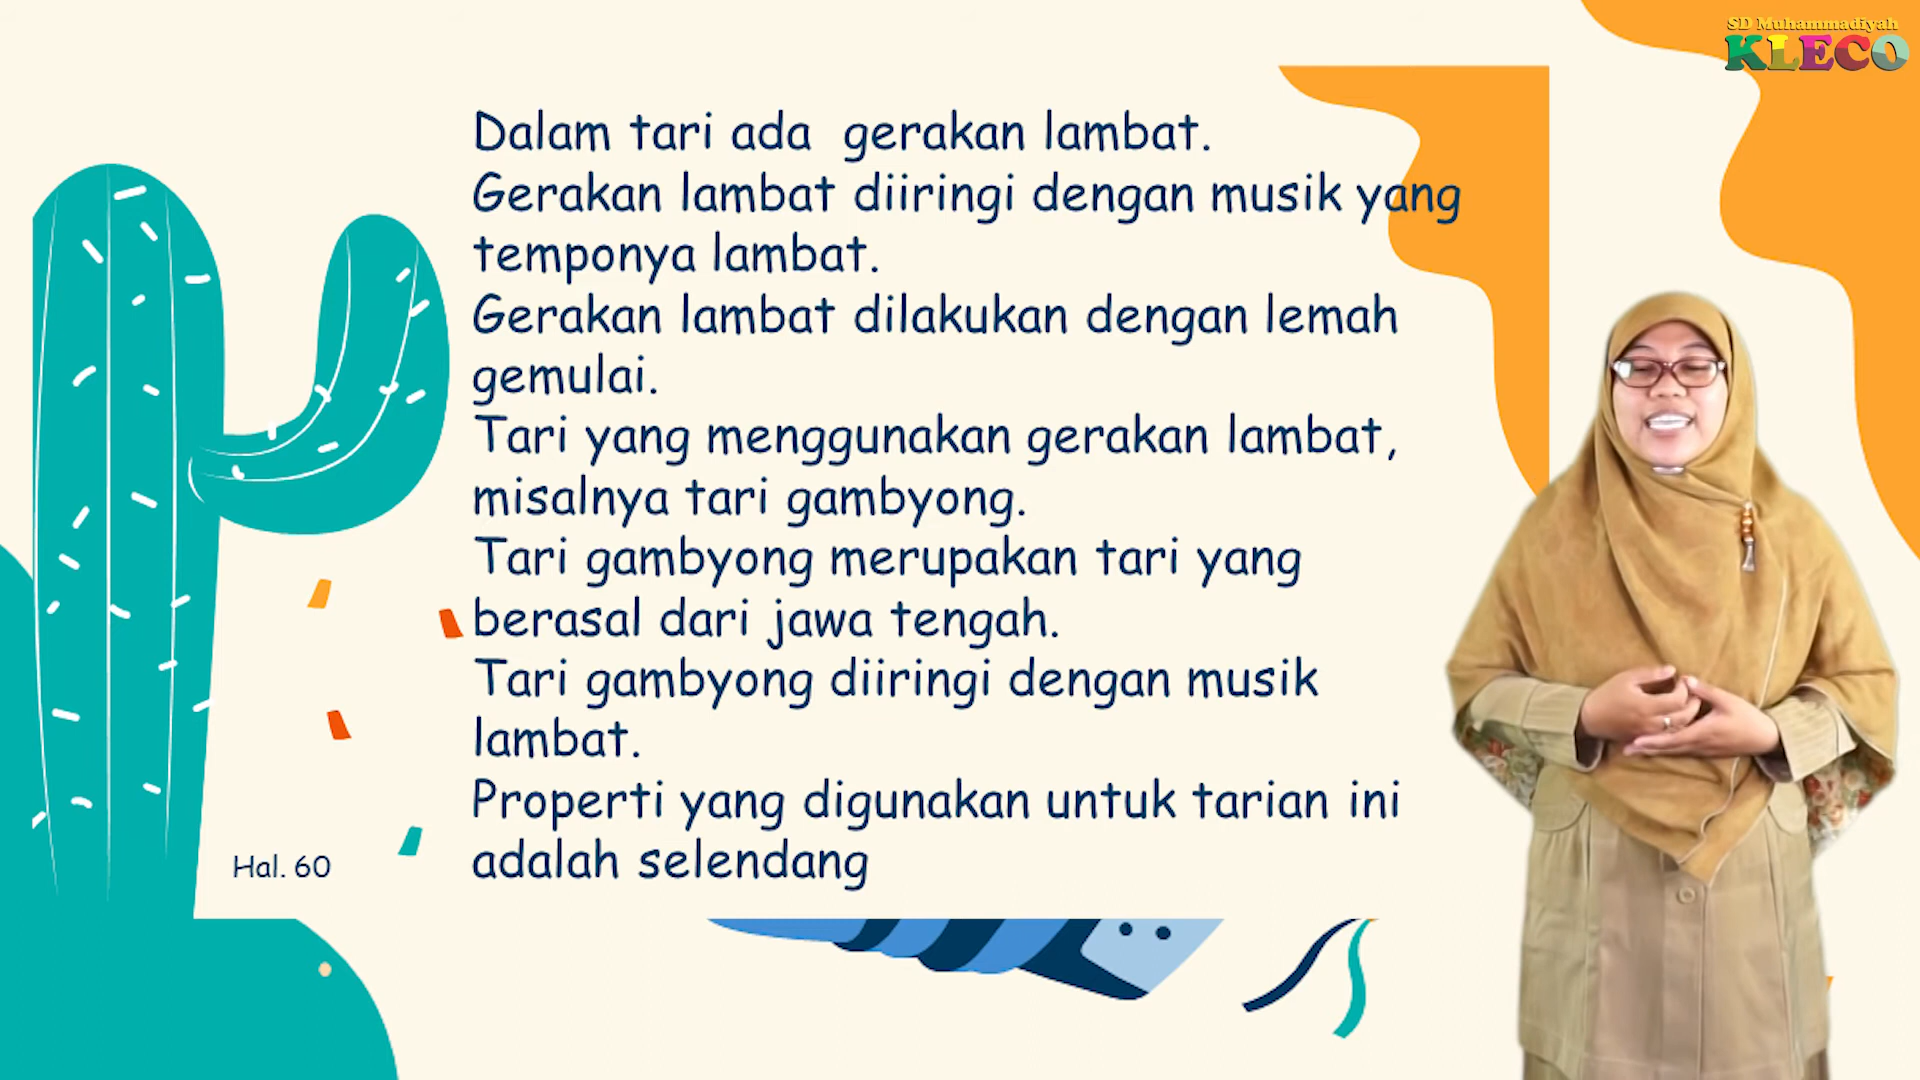 SD Muhammadiyah
KLECO
Dalam tari ada  gerakan lambat.
Gerakan lambat diiringi dengan musik yang
temponya lambat.
Gerakan lambat dilakukan dengan lemah
gemulai.
Tari yang menggunakan gerakan lambat,
misalnya tari gambyong.
Tari gambyong merupakan tari yang
berasal dari jawa tengah.
Tari gambyong diiringi dengan musik
lambat.
Properti yang digunakan untuk tarian ini
adalah selendang
Hal. 60